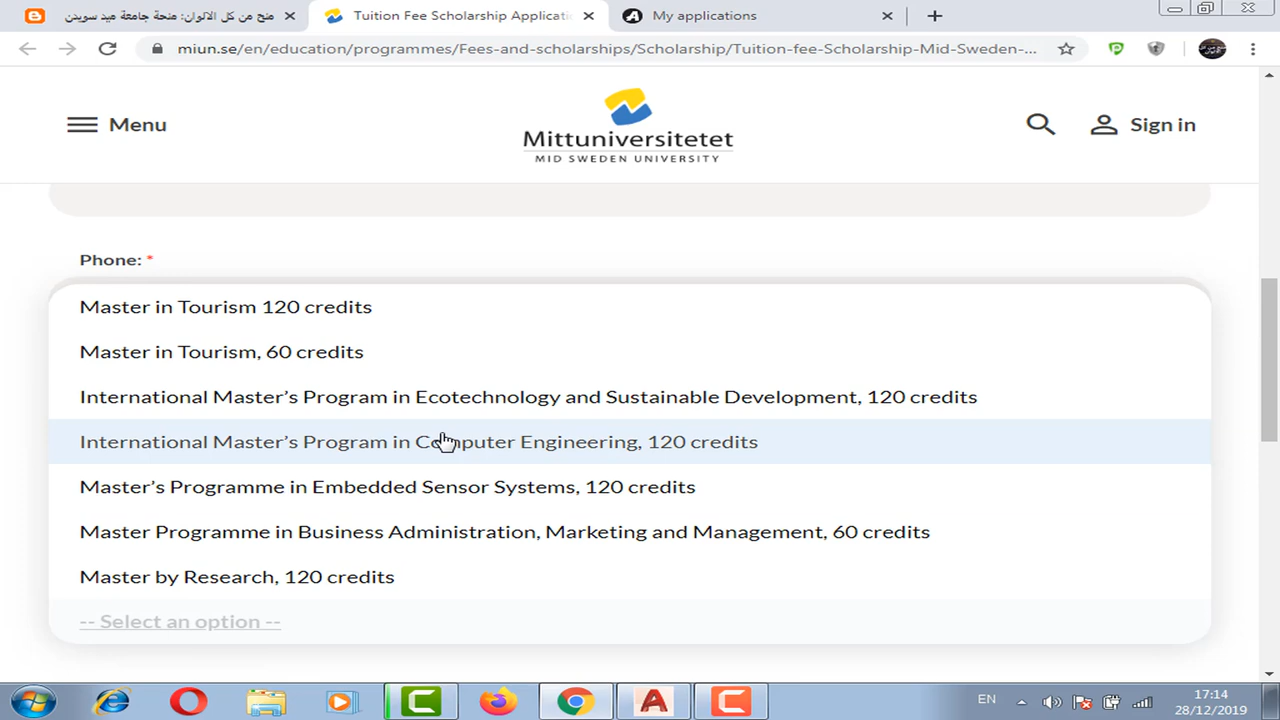 منح من كل الالوان: منحة جامعة ميد سويدن
Tuition Fee Scholarship Applicati
My applications
miun.se/en/education/programmes/Fees-and-scholarships/Scholarship/Tuition-fee-Scholarship-Mid-Sweden-...
Menu
Mittuniversitetet
MID SWEDEN UNIVERSITY
Sign in
Phone: *
Master in Tourism 120 credits
Master in Tourism, 60 credits
International Master’s Program in Ecotechnology and Sustainable Development, 120 credits
International Master’s Program in Computer Engineering, 120 credits
Master’s Programme in Embedded Sensor Systems, 120 credits
Master Programme in Business Administration, Marketing and Management, 60 credits
Master by Research, 120 credits
-- Select an option --
EN
17:14
28/12/2019